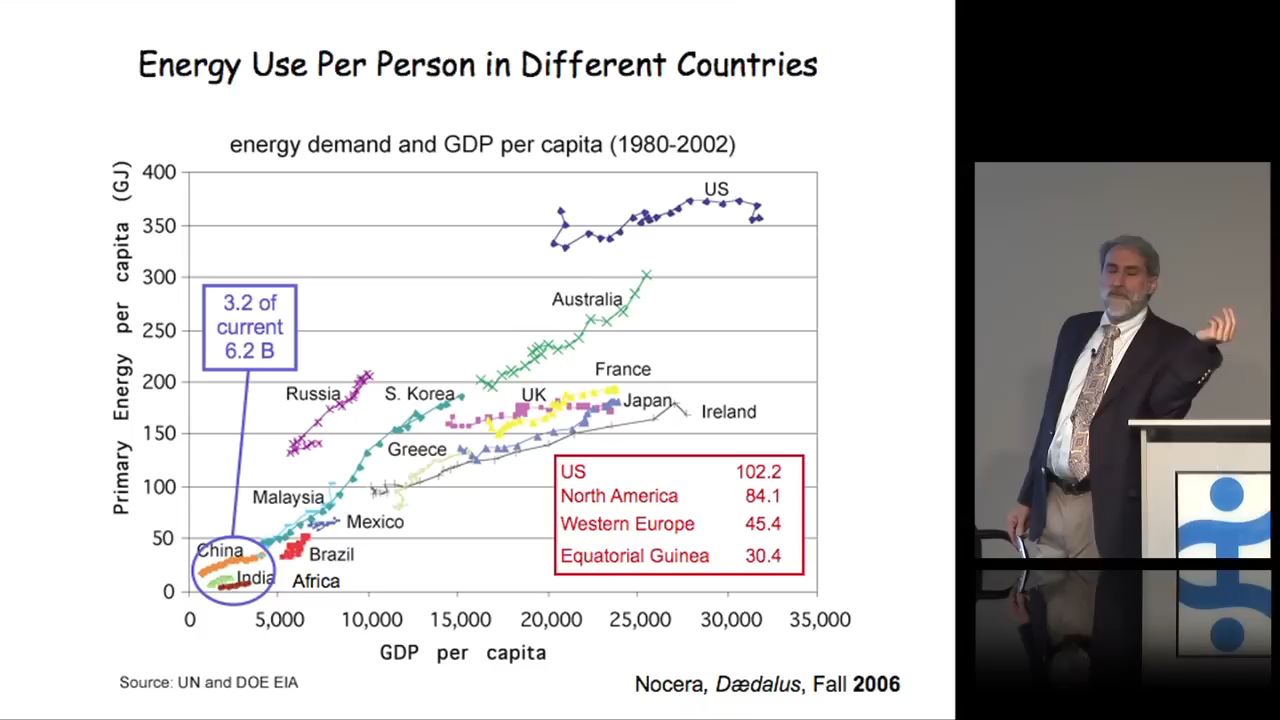 Energy Use Per Person in Different Countries
energy demand and GDP per capita (1980-2002)
Primary Energy per capita (GJ)
400
350
300
250
200
150
100
50
0
3.2 of
current
6.2 B
US
Australia
France
Russia
S. Korea
UK
Japan
Ireland
Greece
Malaysia
Mexico
China
Brazil
India
Africa
US 102.2
North America 84.1
Western Europe 45.4
Equatorial Guinea 30.4
0 5,000 10,000 15,000 20,000 25,000 30,000 35,000
GDP per capita
Source: UN and DOE EIA
Nocera, Dædalus, Fall 2006